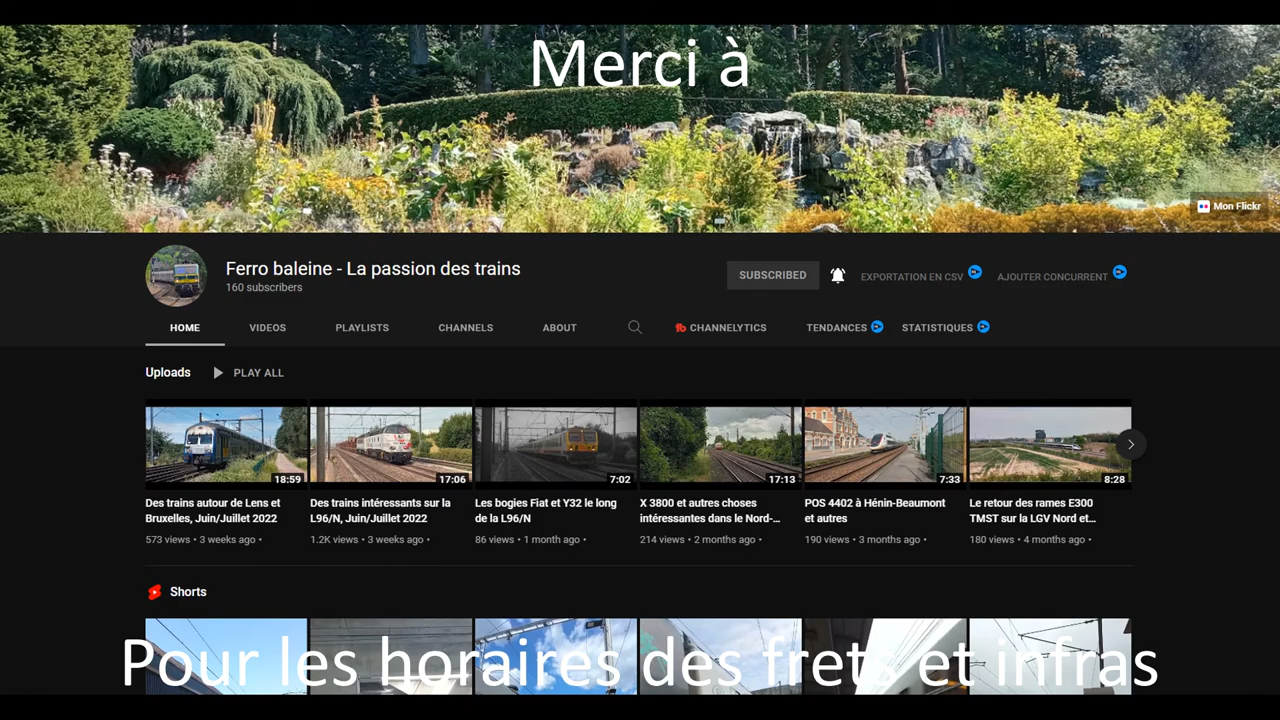 Merci à
Mon Flickr
Ferro baleine - La passion des trains
160 subscribers
SUBSCRIBED
EXPORTATION EN CSV
AJOUTER CONCURRENT
HOME
VIDEOS
PLAYLISTS
CHANNELS
ABOUT
CHANNELYTICS
TENDANCES
STATISTIQUES
Uploads
PLAY ALL
18:59
17:06
7:02
17:13
7:33
8:28
Des trains autour de Lens et
Bruxelles, Juin/Juillet 2022
573 views • 3 weeks ago •
Des trains intéressants sur la
L96/N, Juin/Juillet 2022
1.2K views • 3 weeks ago •
Les bogies Fiat et Y32 le long
de la L96/N
86 views • 1 month ago •
X 3800 et autres choses
intéressantes dans le Nord-...
214 views • 2 months ago •
POS 4402 à Hénin-Beaumont
et autres
190 views • 3 months ago •
Le retour des rames E300
TMST sur la LGV Nord et...
180 views • 4 months ago •
Shorts
Pour les horaires des frets et infras